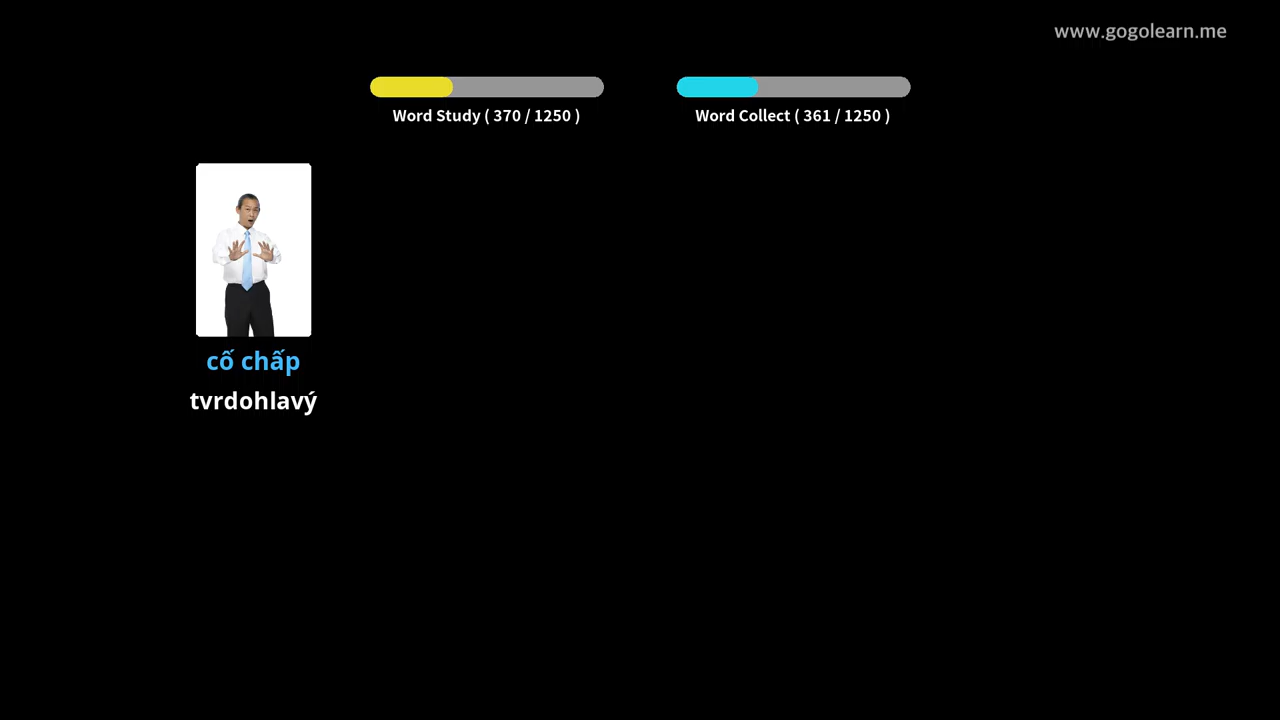 www.gogolearn.me
Word Study ( 370 / 1250 )
Word Collect ( 361 / 1250 )
cố chấp
tvrdohlavý